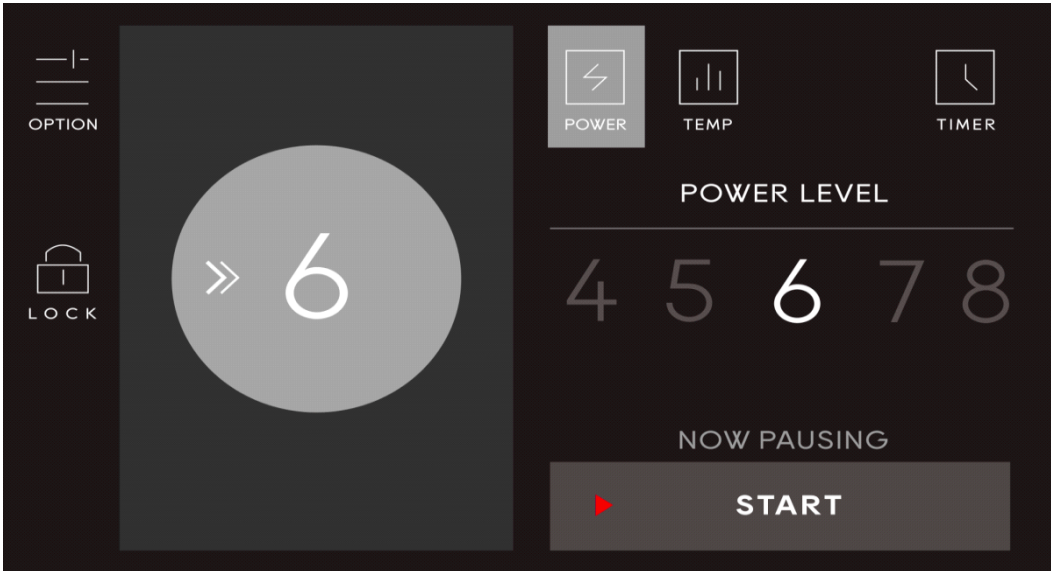 OPTION
LOCK
6
POWER
TEMP
TIMER
POWER LEVEL
4 5 6 7 8
NOW PAUSING
START